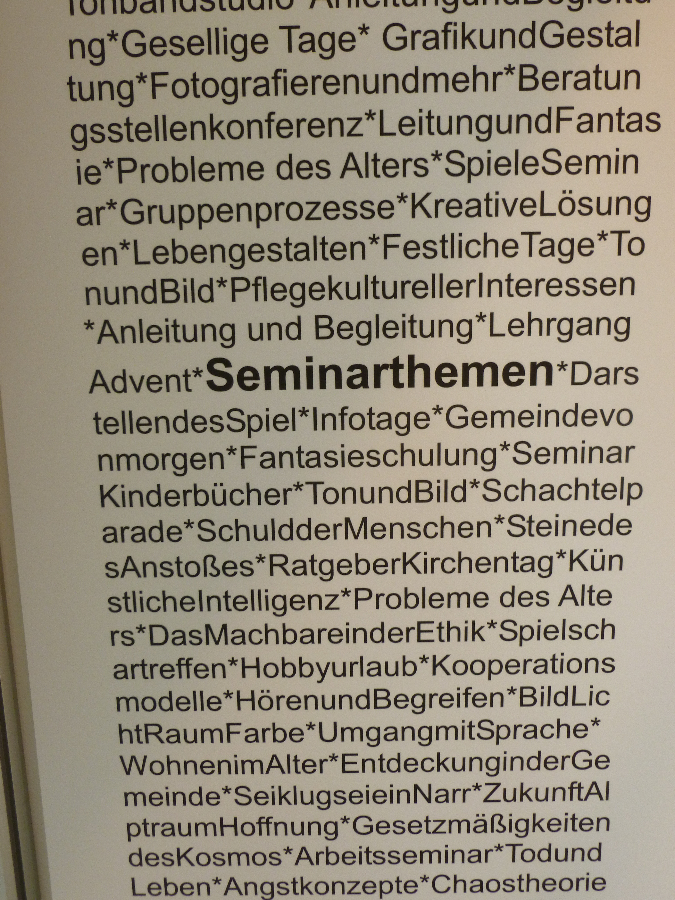 Tonbandstudio*AnleitungundBegleitu
ng*Gesellige Tage* GrafikundGestal
tung*Fotografierenundmehr*Beratun
gsstellenkonferenz*LeitungundFantas
ie*Probleme des Alters*SpieleSemin
ar*Gruppenprozesse*KreativeLösung
en*Lebengestalten*FestlicheTage*To
nundBild*PflegekulturellerInteressen
*Anleitung und Begleitung*Lehrgang
Advent*Seminarthemen*Dars
tellendesSpiel*Infotage*Gemeindevo
nmorgen*Fantasieschulung*Seminar
Kinderbücher*TonundBild*Schachtelp
arade*SchuldderMenschen*Steinede
sAnstoßes*RatgeberKirchentag*Kün
stlicheIntelligenz*Probleme des Alte
rs*DasMachbareinderEthik*Spielsch
artreffen*Hobbyurlaub*Kooperations
modelle*HörenundBegreifen*BildLic
htRaumFarbe*UmgangmitSprache*
WohnenimAlter*EntdeckunginderGe
meinde*SeiklugseieinNarr*ZukunftAl
ptraumHoffnung*Gesetzmäßigkeiten
desKosmos*Arbeitsseminar*Todund
Leben*Angstkonzepte*Chaostheorie